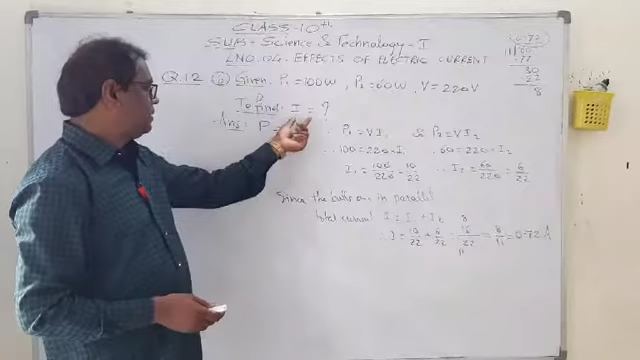 CLASS-10th
SUB:- Science & Technology - I
LNO. :04. EFFECTS OF ELECTRIC CURRENT
Q.12 Given: P₁ = 100W, P₂ = 60W, V = 220V
To find: I = ?
Ans: P =
∴ P₁ = VI₁ & P₂ = VI₂
∴ 100 = 220 × I₁ ∴ 60 = 220 × I₂
∴ I₁ = 100/220 = 10/22 ∴ I₂ = 60/220 = 6/22
Since the bulbs are in parallel
Total current I = I₁ + I₂
∴ I = 10/22 + 6/22 = 16/22 = 8/11 = 0.72 A
0.72
80
77
30
22
8